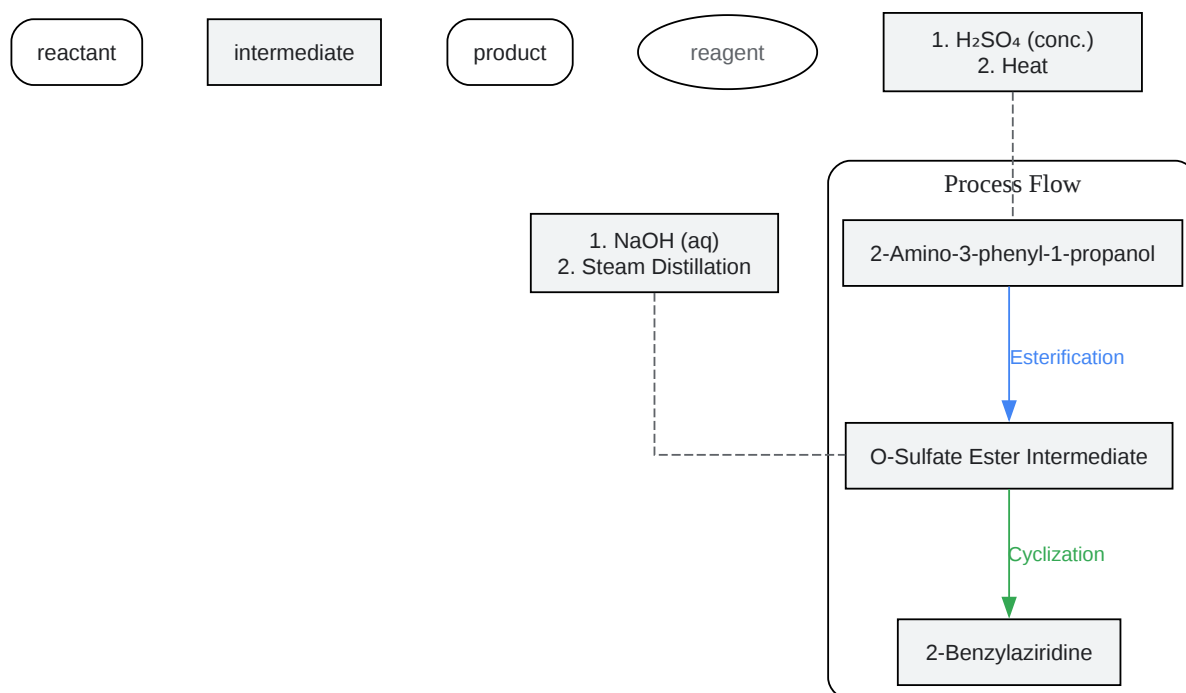 reactant
intermediate
product
reagent
1. H₂SO₄ (conc.)
2. Heat
Process Flow
1. NaOH (aq)
2. Steam Distillation
2-Amino-3-phenyl-1-propanol
Esterification
O-Sulfate Ester Intermediate
Cyclization
2-Benzylaziridine